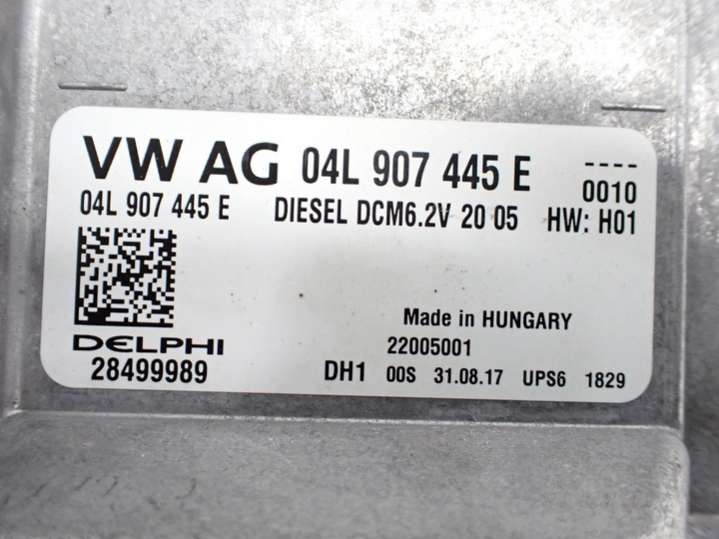 VW AG 04L 907 445 E ----
0010
04L 907 445 E DIESEL DCM6.2V 20 05 HW: H01
Made in HUNGARY
DELPHI 22005001
28499989 DH1 00S 31.08.17 UPS6 1829